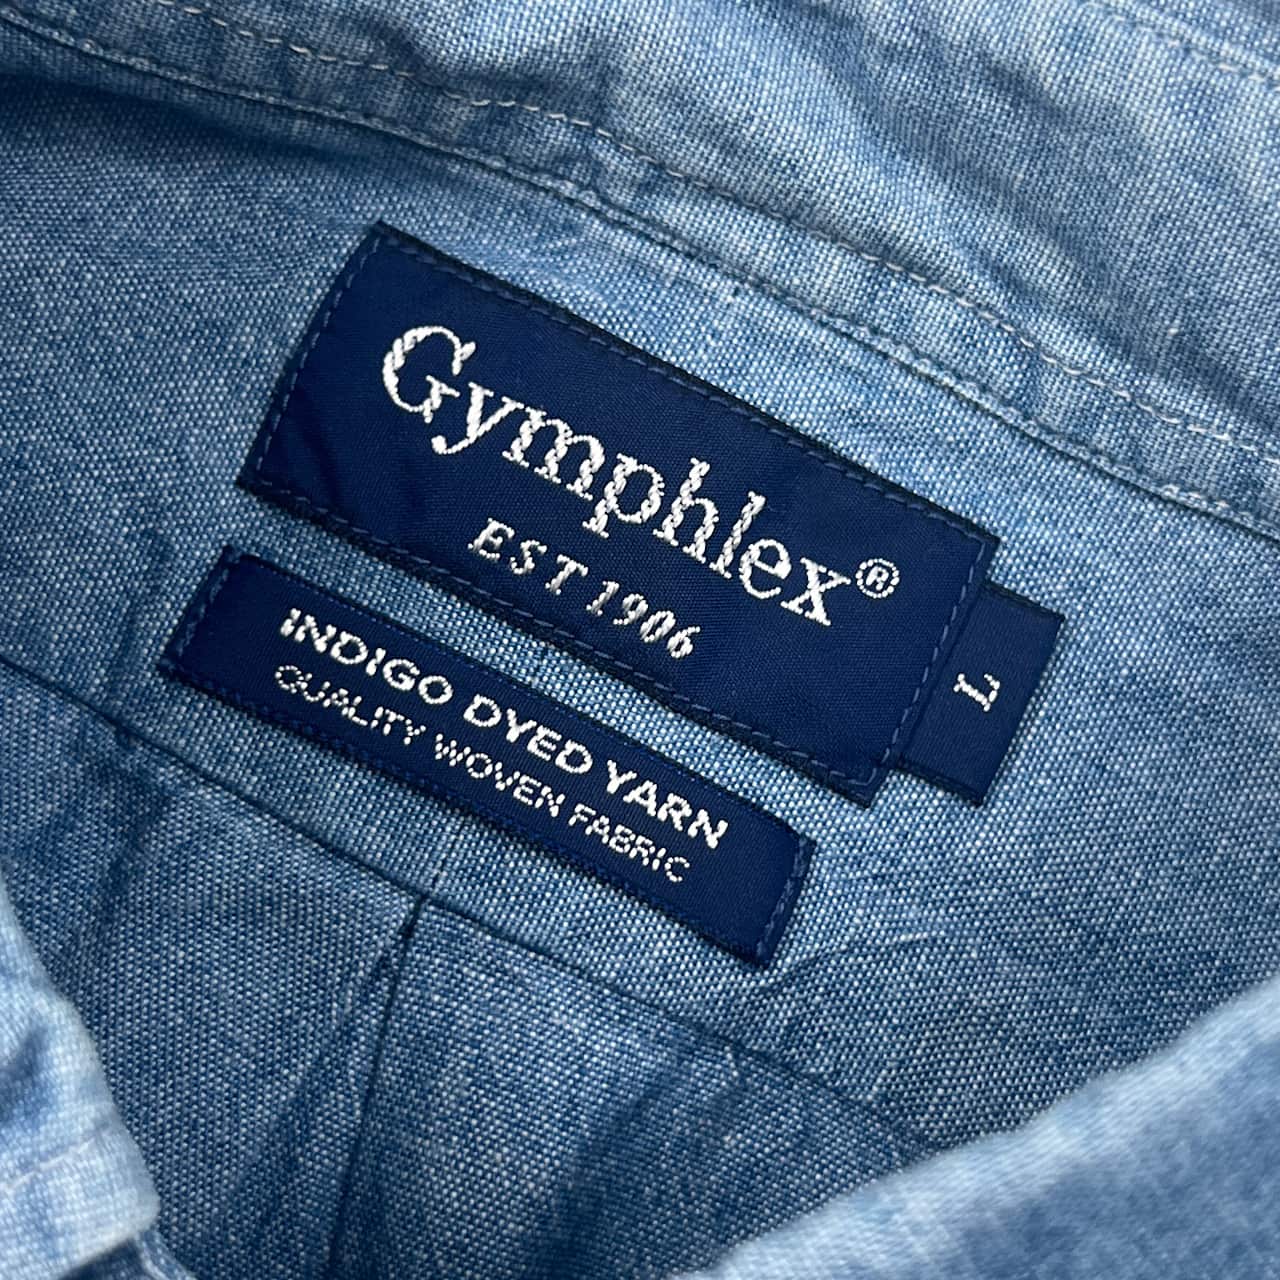 Gymphlex®
EST 1906
L
INDIGO DYED YARN
QUALITY WOVEN FABRIC